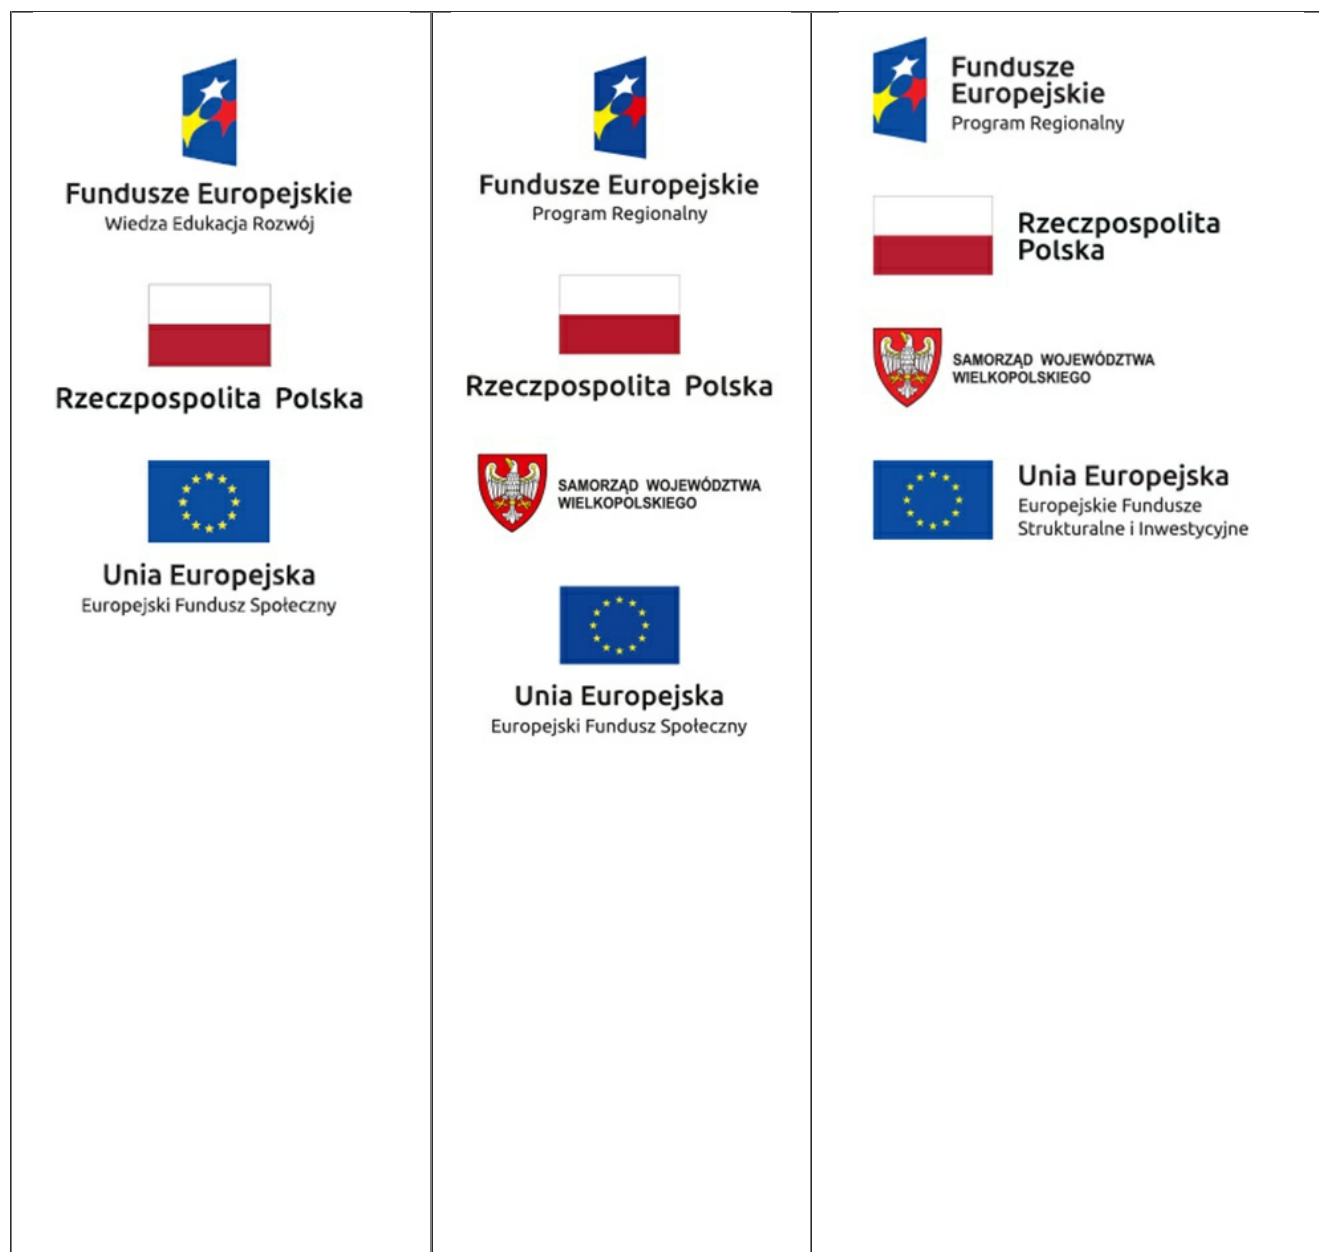 Fundusze Europejskie
Wiedza Edukacja Rozwój
Rzeczpospolita Polska
Unia Europejska
Europejski Fundusz Społeczny
Fundusze Europejskie
Program Regionalny
Rzeczpospolita Polska
SAMORZĄD WOJEWÓDZTWA
WIELKOPOLSKIEGO
Unia Europejska
Europejski Fundusz Społeczny
Fundusze
Europejskie
Program Regionalny
Rzeczpospolita
Polska
SAMORZĄD WOJEWÓDZTWA
WIELKOPOLSKIEGO
Unia Europejska
Europejskie Fundusze
Strukturalne i Inwestycyjne